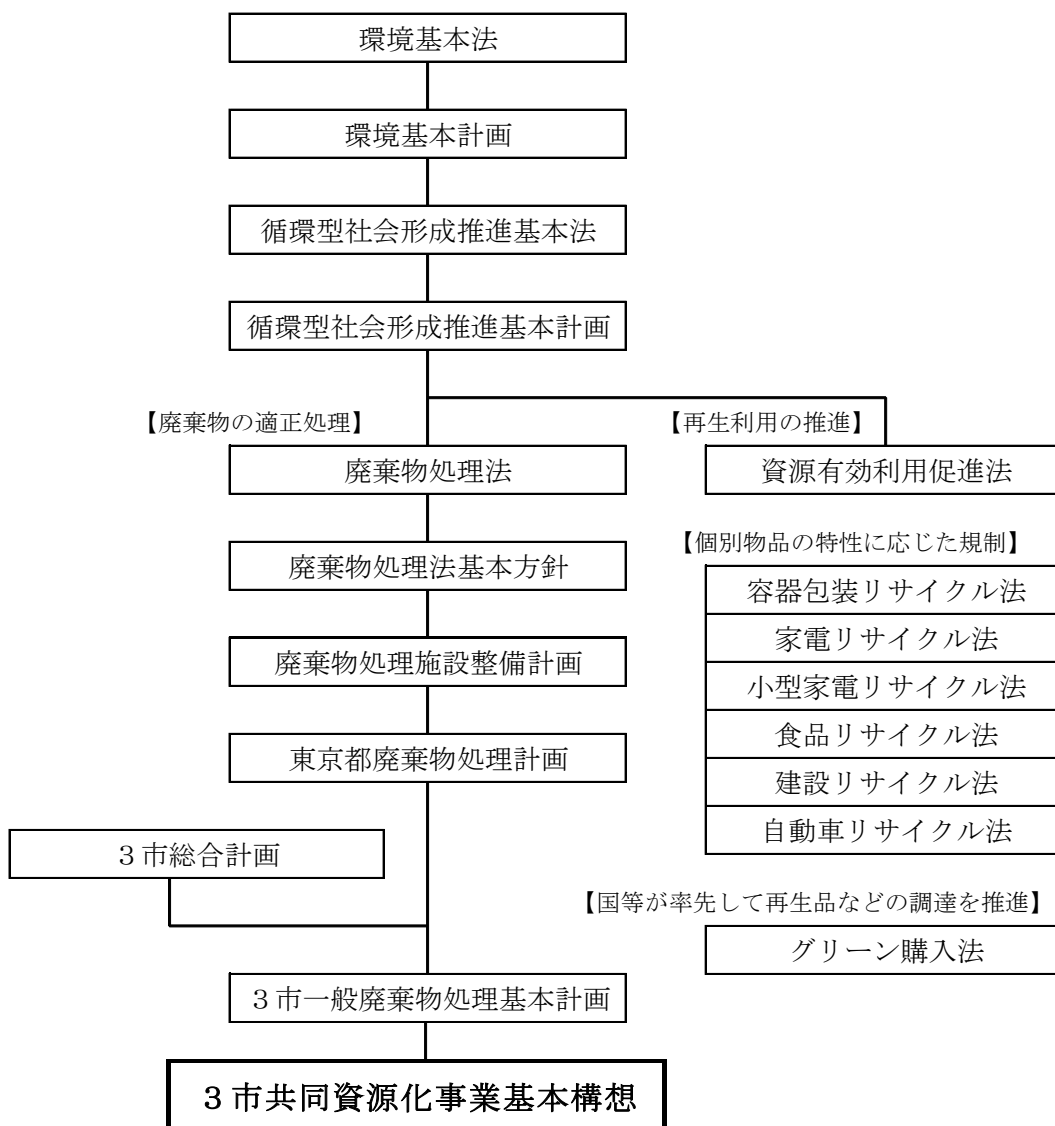 環境基本法
環境基本計画
循環型社会形成推進基本法
循環型社会形成推進基本計画
【廃棄物の適正処理】
廃棄物処理法
廃棄物処理法基本方針
廃棄物処理施設整備計画
東京都廃棄物処理計画
3市総合計画
3市一般廃棄物処理基本計画
3市共同資源化事業基本構想
【再生利用の推進】
資源有効利用促進法
【個別物品の特性に応じた規制】
容器包装リサイクル法
家電リサイクル法
小型家電リサイクル法
食品リサイクル法
建設リサイクル法
自動車リサイクル法
【国等が率先して再生品などの調達を推進】
グリーン購入法